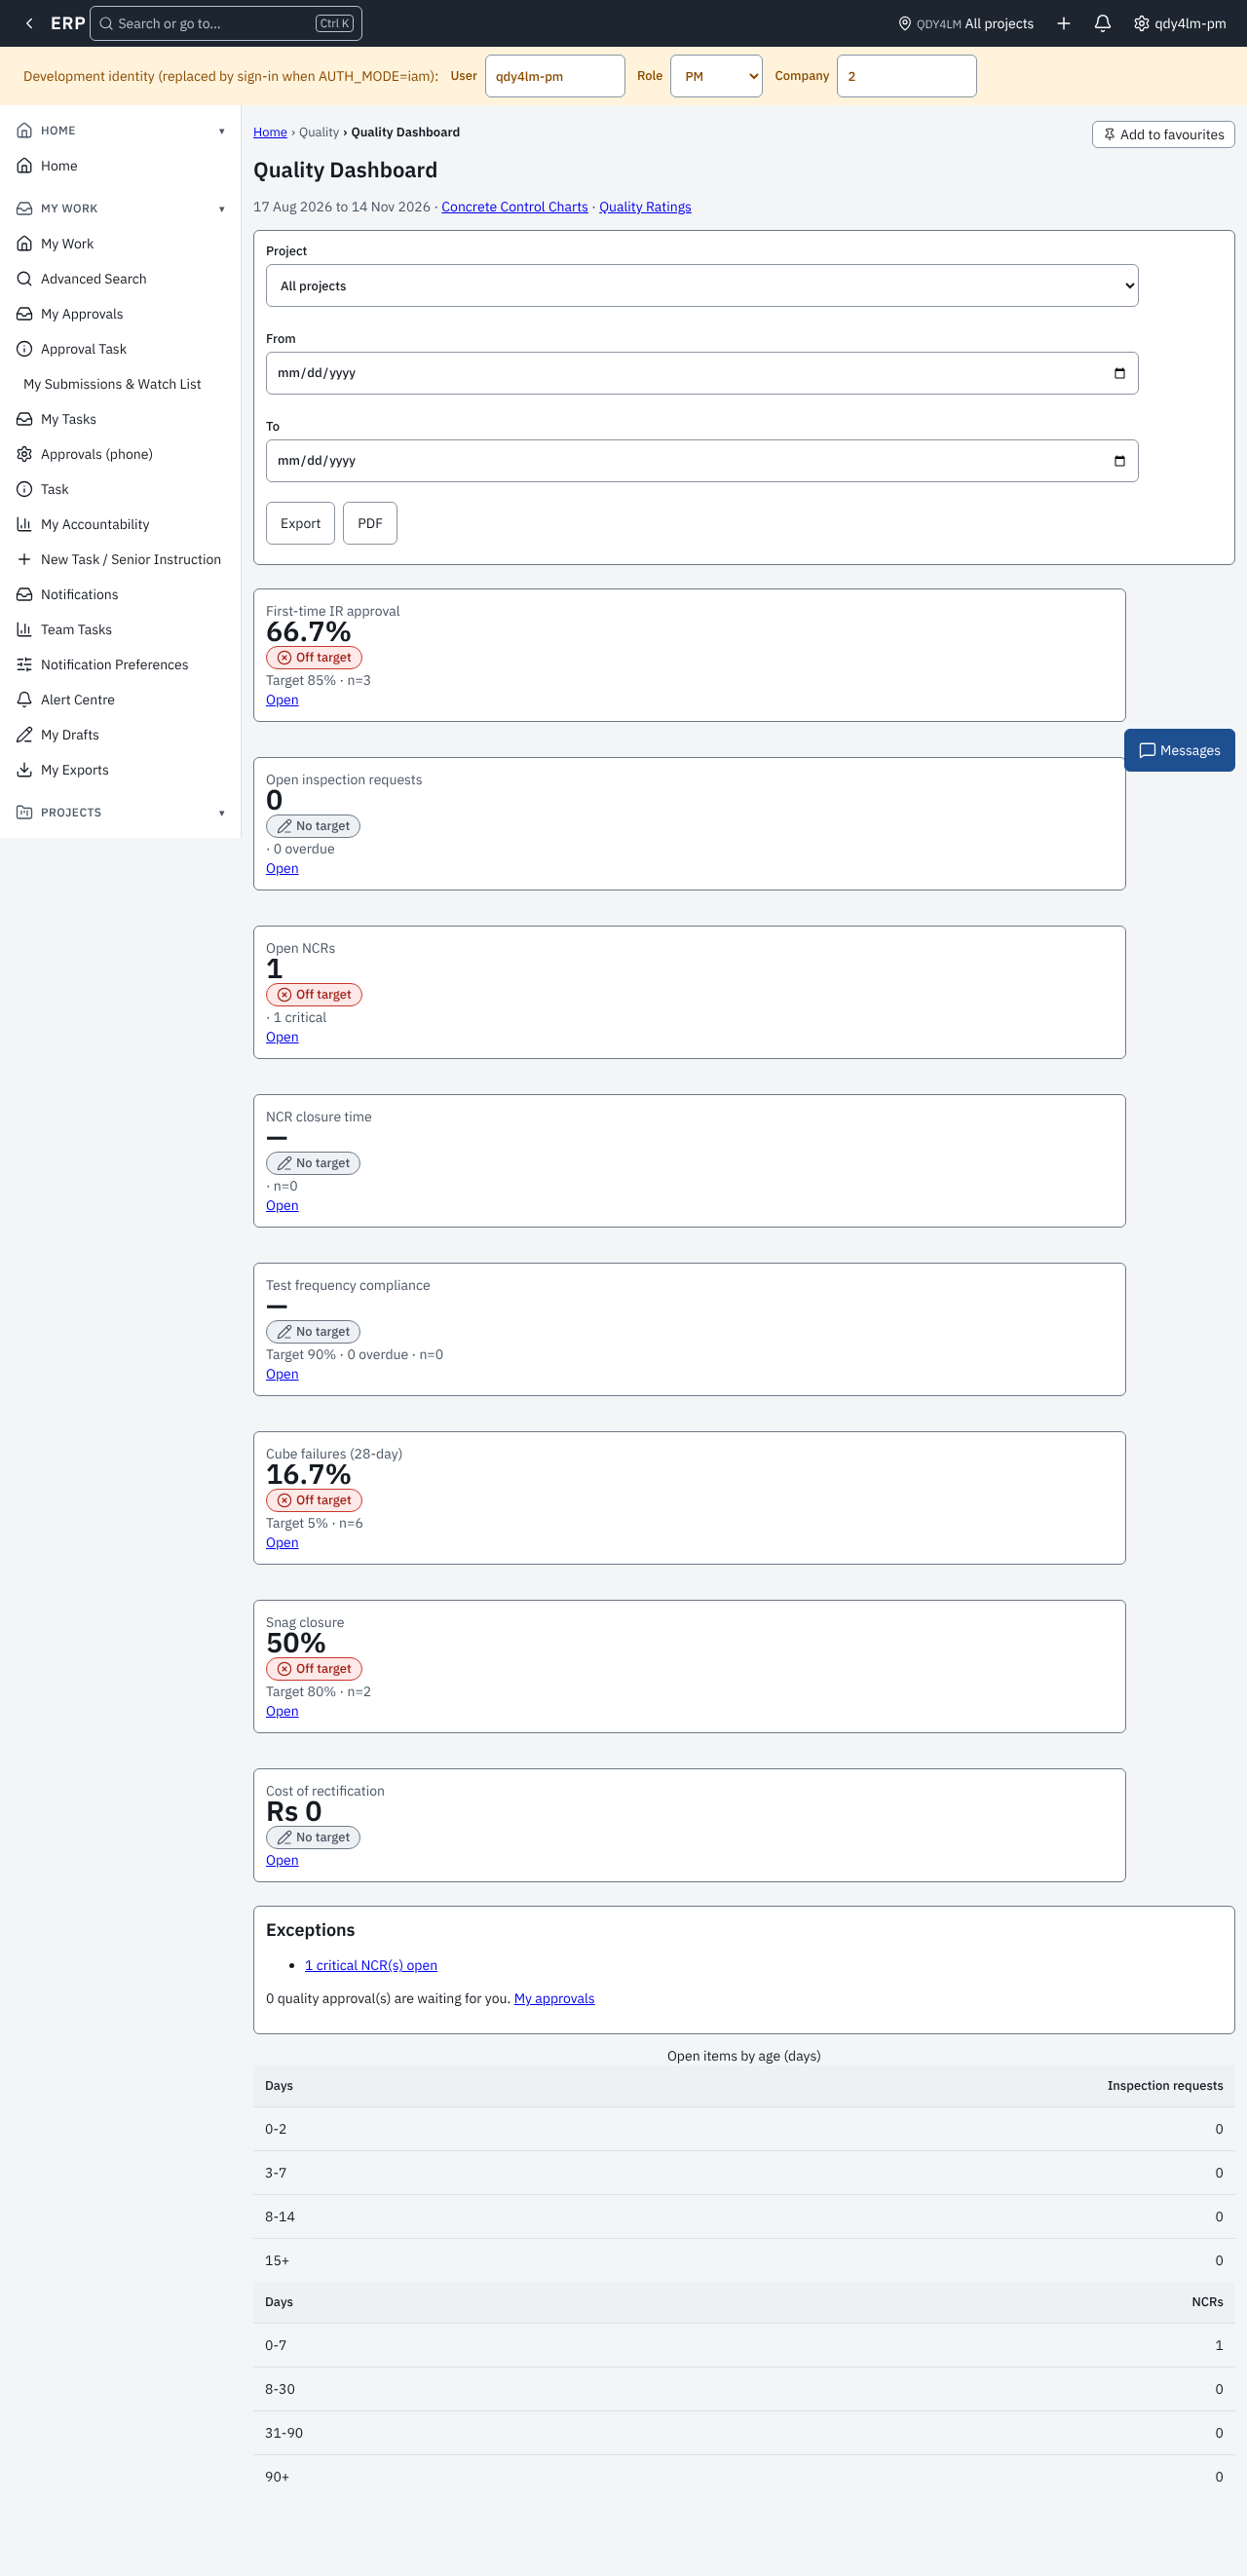 ERP Search or go to... Ctrl K QDY4LM All projects qdy4lm-pm
Development identity (replaced by sign-in when AUTH_MODE=iam): User qdy4lm-pm Role PM Company 2
HOME
Home
MY WORK
My Work
Advanced Search
My Approvals
Approval Task
My Submissions & Watch List
My Tasks
Approvals (phone)
Task
My Accountability
New Task / Senior Instruction
Notifications
Team Tasks
Notification Preferences
Alert Centre
My Drafts
My Exports
PROJECTS
Home › Quality › Quality Dashboard
Add to favourites
Quality Dashboard
17 Aug 2026 to 14 Nov 2026 · Concrete Control Charts · Quality Ratings
Project
All projects
From
mm/dd/yyyy
To
mm/dd/yyyy
Export PDF
First-time IR approval
66.7%
Off target
Target 85% · n=3
Open
Messages
Open inspection requests
0
No target
· 0 overdue
Open
Open NCRs
1
Off target
· 1 critical
Open
NCR closure time
—
No target
· n=0
Open
Test frequency compliance
—
No target
Target 90% · 0 overdue · n=0
Open
Cube failures (28-day)
16.7%
Off target
Target 5% · n=6
Open
Snag closure
50%
Off target
Target 80% · n=2
Open
Cost of rectification
Rs 0
No target
Open
Exceptions
• 1 critical NCR(s) open
0 quality approval(s) are waiting for you. My approvals
Open items by age (days)
Days Inspection requests
0-2 0
3-7 0
8-14 0
15+ 0
Days NCRs
0-7 1
8-30 0
31-90 0
90+ 0